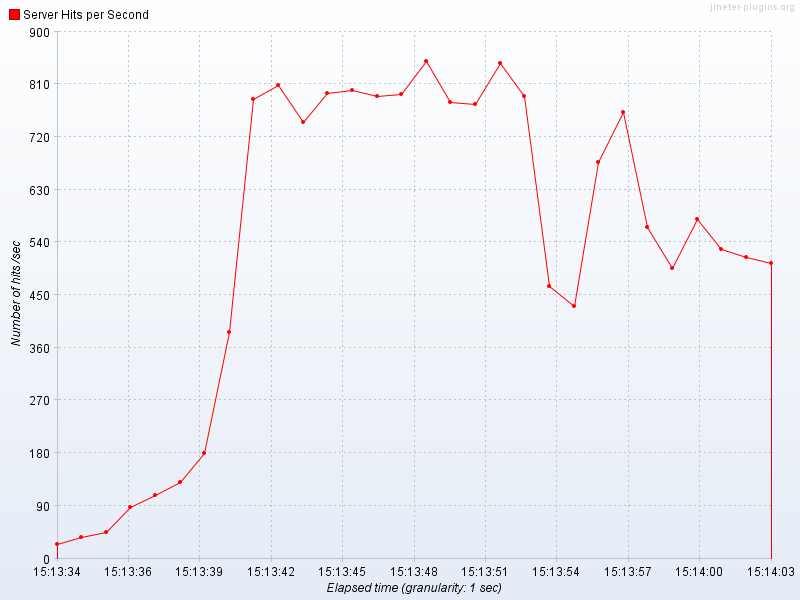 jmeter-plugins.org
Server Hits per Second
900
810
720
630
540
450
360
270
180
90
0
Number of hits/sec
15:13:34 15:13:36 15:13:39 15:13:42 15:13:45 15:13:48 15:13:51 15:13:54 15:13:57 15:14:00 15:14:03
Elapsed time (granularity: 1 sec)